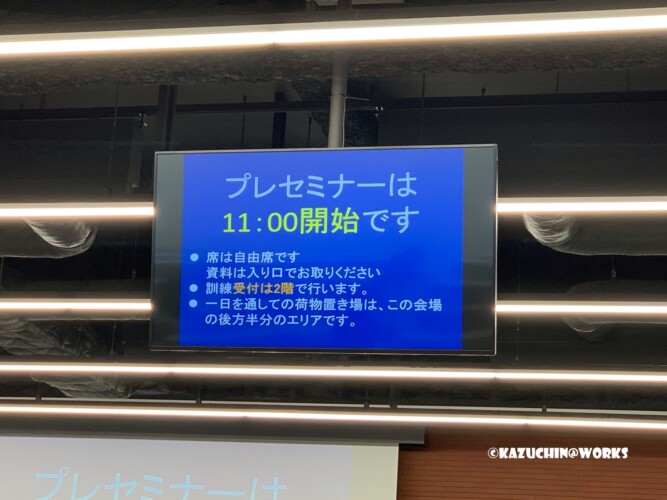 プレセミナーは
11：00開始です
● 席は自由席です
資料は入り口でお取りください
● 訓練受付は2階で行います。
● 一日を通しての荷物置き場は、この会場
の後方半分のエリアです。
プレセミナーは
©KAZUCHIN@WORKS